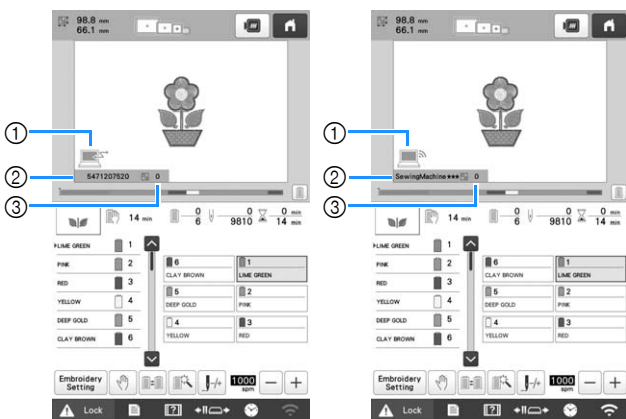 98.8 mm
66.1 mm
①
② 5471207520 0
③
14 min 0 6 0 9810 0 min 14 min
LIME GREEN 1
PINK 2
RED 3
YELLOW 4
DEEP GOLD 5
CLAY BROWN 6
6 CLAY BROWN 1 LIME GREEN
5 DEEP GOLD 2 PINK
4 YELLOW 3 RED
Embroidery Setting 1000 spm − +
Lock ?
98.8 mm
66.1 mm
①
② SewingMachine★★★ 0
③
14 min 0 6 0 9810 0 min 14 min
LIME GREEN 1
PINK 2
RED 3
YELLOW 4
DEEP GOLD 5
CLAY BROWN 6
6 CLAY BROWN 1 LIME GREEN
5 DEEP GOLD 2 PINK
4 YELLOW 3 RED
Embroidery Setting 1000 spm − +
Lock ?